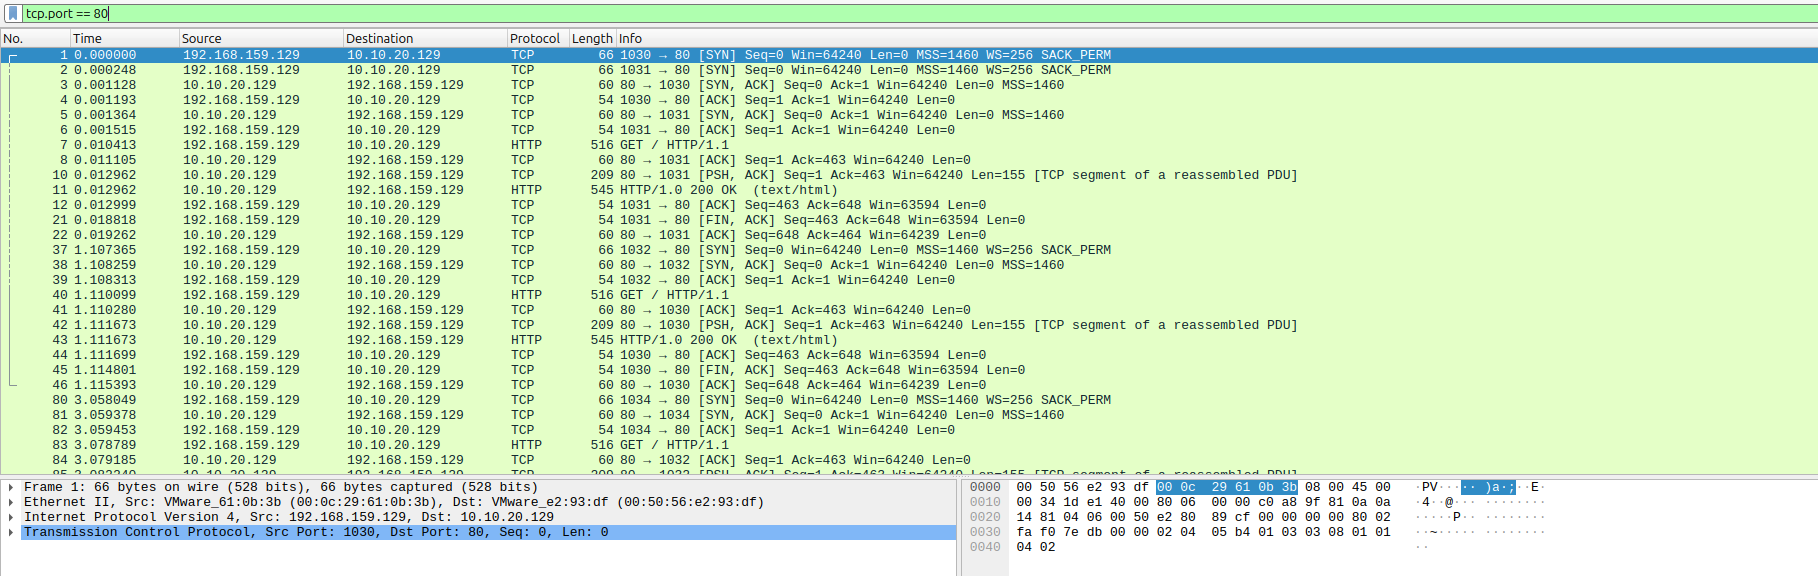 tcp.port == 80
No. Time Source Destination Protocol Length Info
1 0.000000 192.168.159.129 10.10.20.129 TCP 66 1030 → 80 [SYN] Seq=0 Win=64240 Len=0 MSS=1460 WS=256 SACK_PERM
2 0.000248 192.168.159.129 10.10.20.129 TCP 66 1031 → 80 [SYN] Seq=0 Win=64240 Len=0 MSS=1460 WS=256 SACK_PERM
3 0.001128 10.10.20.129 192.168.159.129 TCP 60 80 → 1030 [SYN, ACK] Seq=0 Ack=1 Win=64240 Len=0 MSS=1460
4 0.001193 192.168.159.129 10.10.20.129 TCP 54 1030 → 80 [ACK] Seq=1 Ack=1 Win=64240 Len=0
5 0.001364 10.10.20.129 192.168.159.129 TCP 60 80 → 1031 [SYN, ACK] Seq=0 Ack=1 Win=64240 Len=0 MSS=1460
6 0.001515 192.168.159.129 10.10.20.129 TCP 54 1031 → 80 [ACK] Seq=1 Ack=1 Win=64240 Len=0
7 0.010413 192.168.159.129 10.10.20.129 HTTP 516 GET / HTTP/1.1
8 0.011105 10.10.20.129 192.168.159.129 TCP 60 80 → 1031 [ACK] Seq=1 Ack=463 Win=64240 Len=0
10 0.012962 10.10.20.129 192.168.159.129 TCP 209 80 → 1031 [PSH, ACK] Seq=1 Ack=463 Win=64240 Len=155 [TCP segment of a reassembled PDU]
11 0.012962 10.10.20.129 192.168.159.129 HTTP 545 HTTP/1.0 200 OK (text/html)
12 0.012999 192.168.159.129 10.10.20.129 TCP 54 1031 → 80 [ACK] Seq=463 Ack=648 Win=63594 Len=0
21 0.018818 192.168.159.129 10.10.20.129 TCP 54 1031 → 80 [FIN, ACK] Seq=463 Ack=648 Win=63594 Len=0
22 0.019262 10.10.20.129 192.168.159.129 TCP 60 80 → 1031 [ACK] Seq=648 Ack=464 Win=64239 Len=0
37 1.107365 192.168.159.129 10.10.20.129 TCP 66 1032 → 80 [SYN] Seq=0 Win=64240 Len=0 MSS=1460 WS=256 SACK_PERM
38 1.108259 10.10.20.129 192.168.159.129 TCP 60 80 → 1032 [SYN, ACK] Seq=0 Ack=1 Win=64240 Len=0 MSS=1460
39 1.108313 192.168.159.129 10.10.20.129 TCP 54 1032 → 80 [ACK] Seq=1 Ack=1 Win=64240 Len=0
40 1.110099 192.168.159.129 10.10.20.129 HTTP 516 GET / HTTP/1.1
41 1.110280 10.10.20.129 192.168.159.129 TCP 60 80 → 1030 [ACK] Seq=1 Ack=463 Win=64240 Len=0
42 1.111673 10.10.20.129 192.168.159.129 TCP 209 80 → 1030 [PSH, ACK] Seq=1 Ack=463 Win=64240 Len=155 [TCP segment of a reassembled PDU]
43 1.111673 10.10.20.129 192.168.159.129 HTTP 545 HTTP/1.0 200 OK (text/html)
44 1.111699 192.168.159.129 10.10.20.129 TCP 54 1030 → 80 [ACK] Seq=463 Ack=648 Win=63594 Len=0
45 1.114801 192.168.159.129 10.10.20.129 TCP 54 1030 → 80 [FIN, ACK] Seq=463 Ack=648 Win=63594 Len=0
46 1.115393 10.10.20.129 192.168.159.129 TCP 60 80 → 1030 [ACK] Seq=648 Ack=464 Win=64239 Len=0
80 3.058049 192.168.159.129 10.10.20.129 TCP 66 1034 → 80 [SYN] Seq=0 Win=64240 Len=0 MSS=1460 WS=256 SACK_PERM
81 3.059378 10.10.20.129 192.168.159.129 TCP 60 80 → 1034 [SYN, ACK] Seq=0 Ack=1 Win=64240 Len=0 MSS=1460
82 3.059453 192.168.159.129 10.10.20.129 TCP 54 1034 → 80 [ACK] Seq=1 Ack=1 Win=64240 Len=0
83 3.078789 192.168.159.129 10.10.20.129 HTTP 516 GET / HTTP/1.1
84 3.079185 10.10.20.129 192.168.159.129 TCP 60 80 → 1032 [ACK] Seq=1 Ack=463 Win=64240 Len=0
Frame 1: 66 bytes on wire (528 bits), 66 bytes captured (528 bits)
Ethernet II, Src: VMware_61:0b:3b (00:0c:29:61:0b:3b), Dst: VMware_e2:93:df (00:50:56:e2:93:df)
Internet Protocol Version 4, Src: 192.168.159.129, Dst: 10.10.20.129
Transmission Control Protocol, Src Port: 1030, Dst Port: 80, Seq: 0, Len: 0
0000 00 50 56 e2 93 df 00 0c 29 61 0b 3b 08 00 45 00 ·PV····· )a·;··E·
0010 00 34 1d e1 40 00 80 06 00 00 c0 a8 9f 81 0a 0a ·4··@··· ········
0020 14 81 04 06 00 50 e2 80 89 cf 00 00 00 00 80 02 ·····P·· ········
0030 fa f0 7e db 00 00 02 04 05 b4 01 03 03 08 01 01 ··~····· ········
0040 04 02 ··